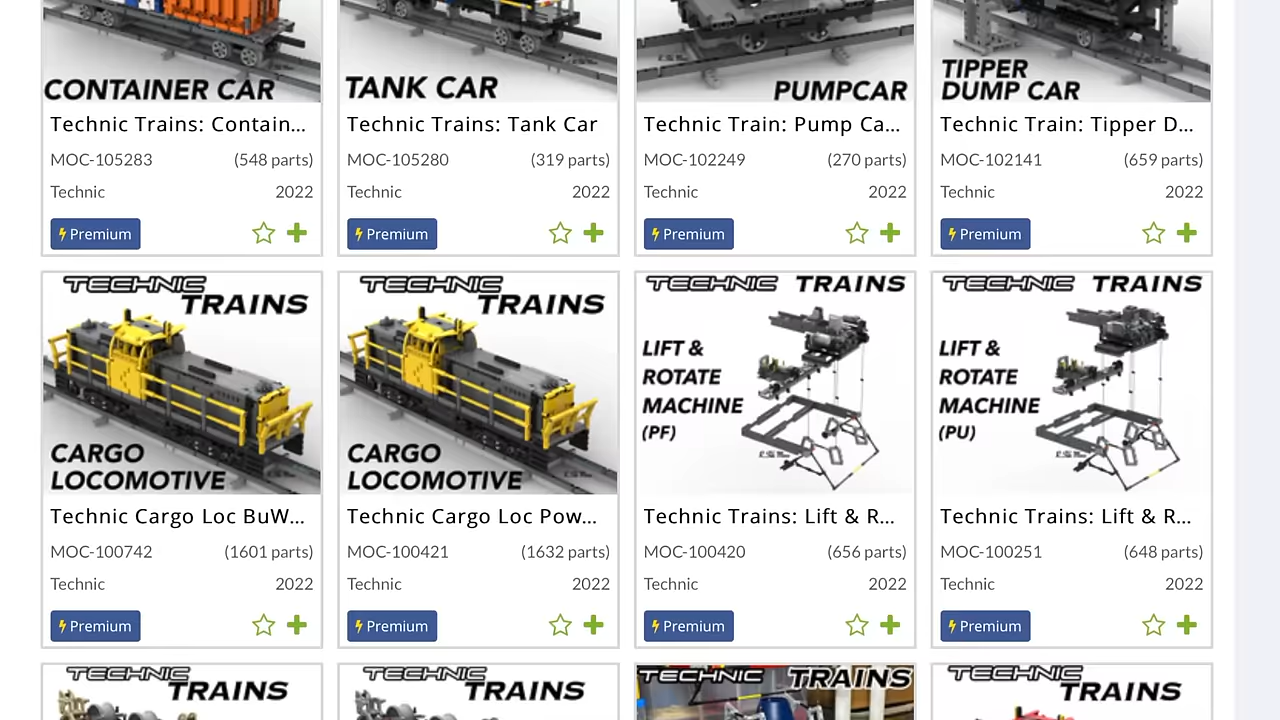 CONTAINER CAR
Technic Trains: Contain...
MOC-105283 (548 parts)
Technic 2022
Premium
TANK CAR
Technic Trains: Tank Car
MOC-105280 (319 parts)
Technic 2022
Premium
PUMPCAR
Technic Train: Pump Ca...
MOC-102249 (270 parts)
Technic 2022
Premium
TIPPER
DUMP CAR
Technic Train: Tipper D...
MOC-102141 (659 parts)
Technic 2022
Premium
TECHNIC
TRAINS
CARGO
LOCOMOTIVE
Technic Cargo Loc BuW...
MOC-100742 (1601 parts)
Technic 2022
Premium
TECHNIC
TRAINS
CARGO
LOCOMOTIVE
Technic Cargo Loc Pow...
MOC-100421 (1632 parts)
Technic 2022
Premium
TECHNIC TRAINS
LIFT &
ROTATE
MACHINE
(PF)
Technic Trains: Lift & R...
MOC-100420 (656 parts)
Technic 2022
Premium
TECHNIC TRAINS
LIFT &
ROTATE
MACHINE
(PU)
Technic Trains: Lift & R...
MOC-100251 (648 parts)
Technic 2022
Premium
TECHNIC
TRAINS
TECHNIC
TRAINS
TECHNIC TRAINS
TECHNIC
TRAINS